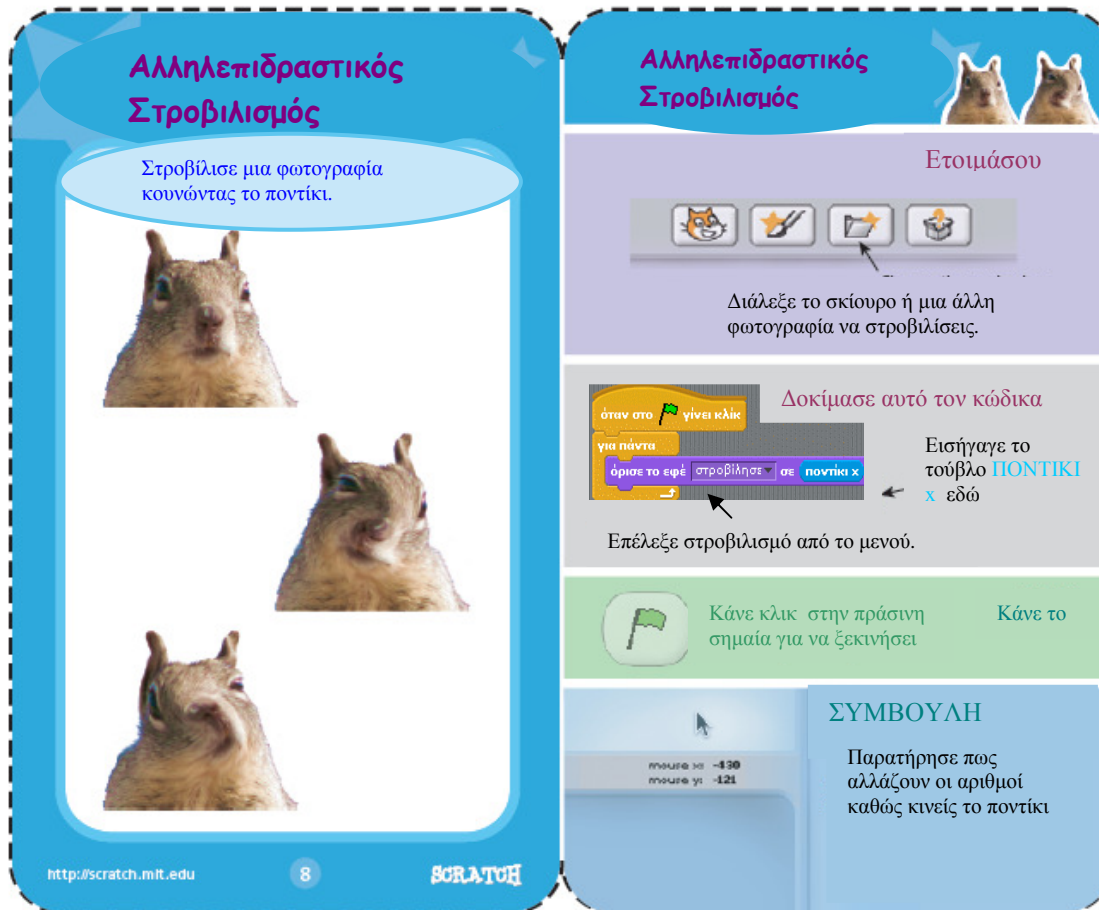 Αλληλεπιδραστικός
Στροβιλισμός
Στροβίλισε μια φωτογραφία
κουνώντας το ποντίκι.
http://scratch.mit.edu
8
SCRATCH
Αλληλεπιδραστικός
Στροβιλισμός
Ετοιμάσου
Διάλεξε το σκίουρο ή μια άλλη
φωτογραφία να στροβιλίσεις.
Δοκίμασε αυτό τον κώδικα
όταν στο γίνει κλίκ
για πάντα
όρισε το εφέ στροβίλησε σε ποντίκι x
Εισήγαγε το
τούβλο ΠΟΝΤΙΚΙ
x εδώ
Επέλεξε στροβιλισμό από το μενού.
Κάνε κλικ στην πράσινη
σημαία για να ξεκινήσει
Κάνε το
ΣΥΜΒΟΥΛΗ
mouse x:
mouse y: -121
Παρατήρησε πως
αλλάζουν οι αριθμοί
καθώς κινείς το ποντίκι